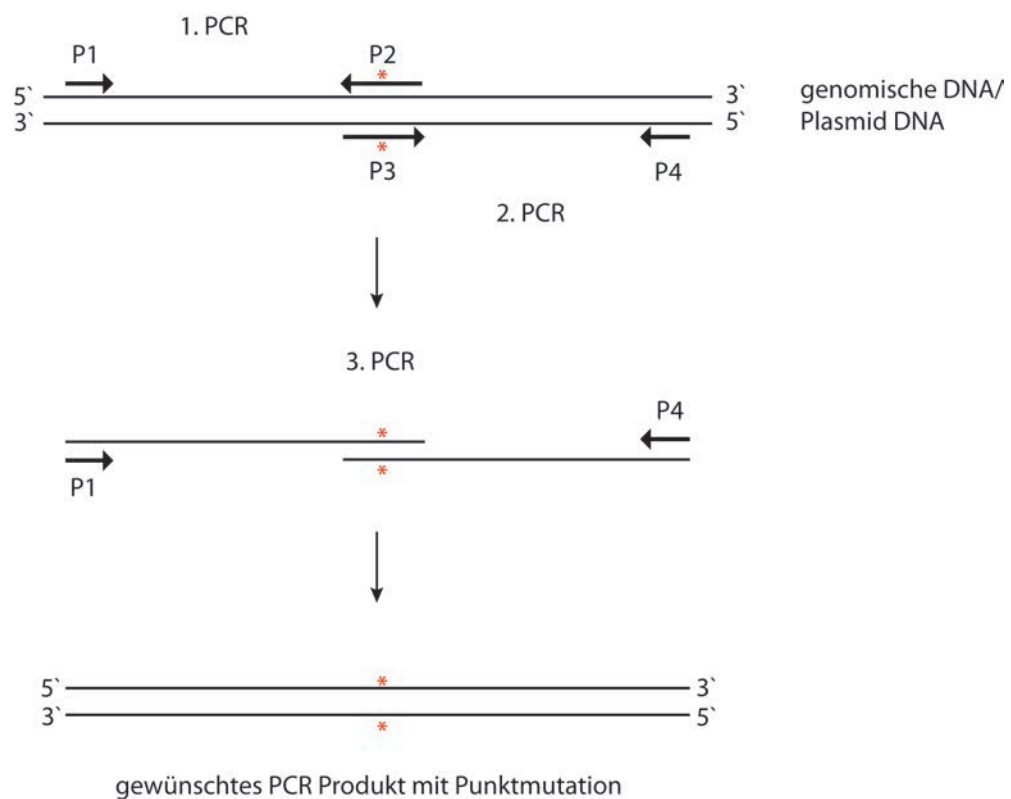 1. PCR
P1
P2
*
5` 3`
genomische DNA/
3` 5`
Plasmid DNA
*
P3
P4
2. PCR
3. PCR
P4
*
*
P1
*
5` 3`
3` 5`
*
gewünschtes PCR Produkt mit Punktmutation